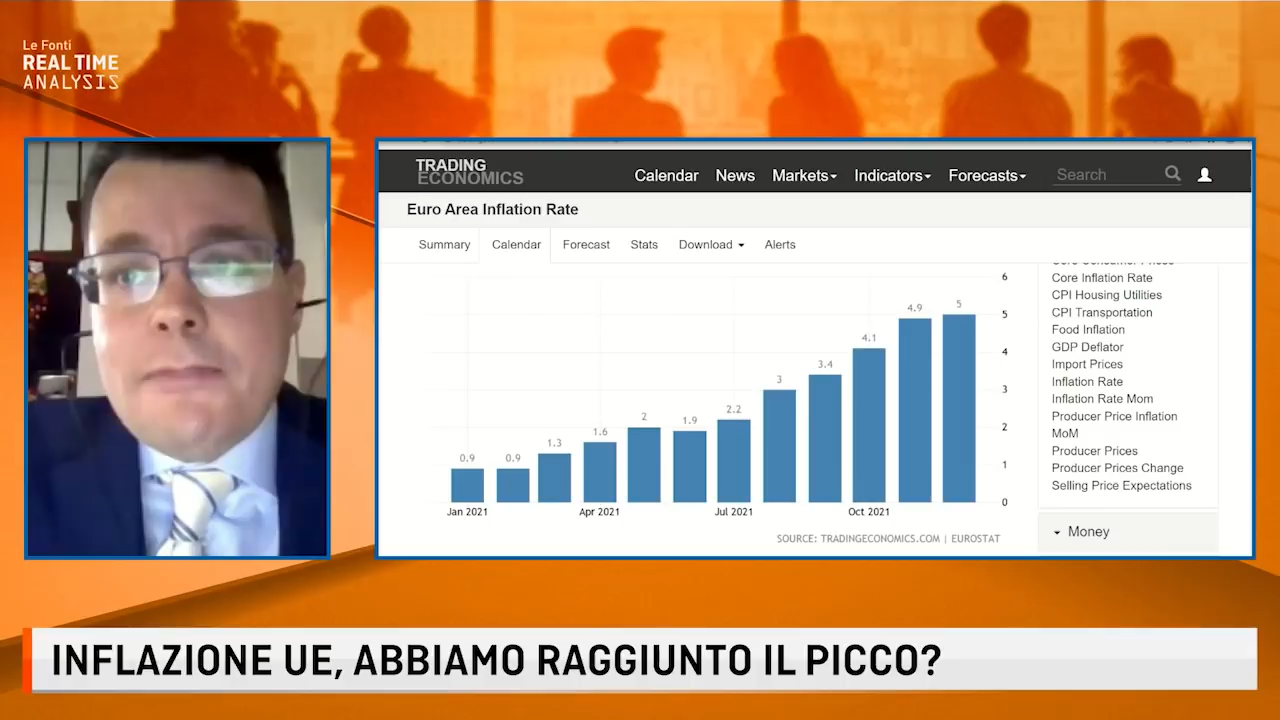 Le Fonti
REAL TIME
ANALYSIS
TRADING
ECONOMICS
Calendar News Markets Indicators Forecasts Search
Euro Area Inflation Rate
Summary Calendar Forecast Stats Download Alerts
6
5
4
3
2
1
0
0.9 0.9 1.3 1.6 2 1.9 2.2 3 3.4 4.1 4.9 5
Jan 2021 Apr 2021 Jul 2021 Oct 2021
SOURCE: TRADINGECONOMICS.COM | EUROSTAT
Core Consumer Prices
Core Inflation Rate
CPI Housing Utilities
CPI Transportation
Food Inflation
GDP Deflator
Import Prices
Inflation Rate
Inflation Rate Mom
Producer Price Inflation
MoM
Producer Prices
Producer Prices Change
Selling Price Expectations
Money
INFLAZIONE UE, ABBIAMO RAGGIUNTO IL PICCO?